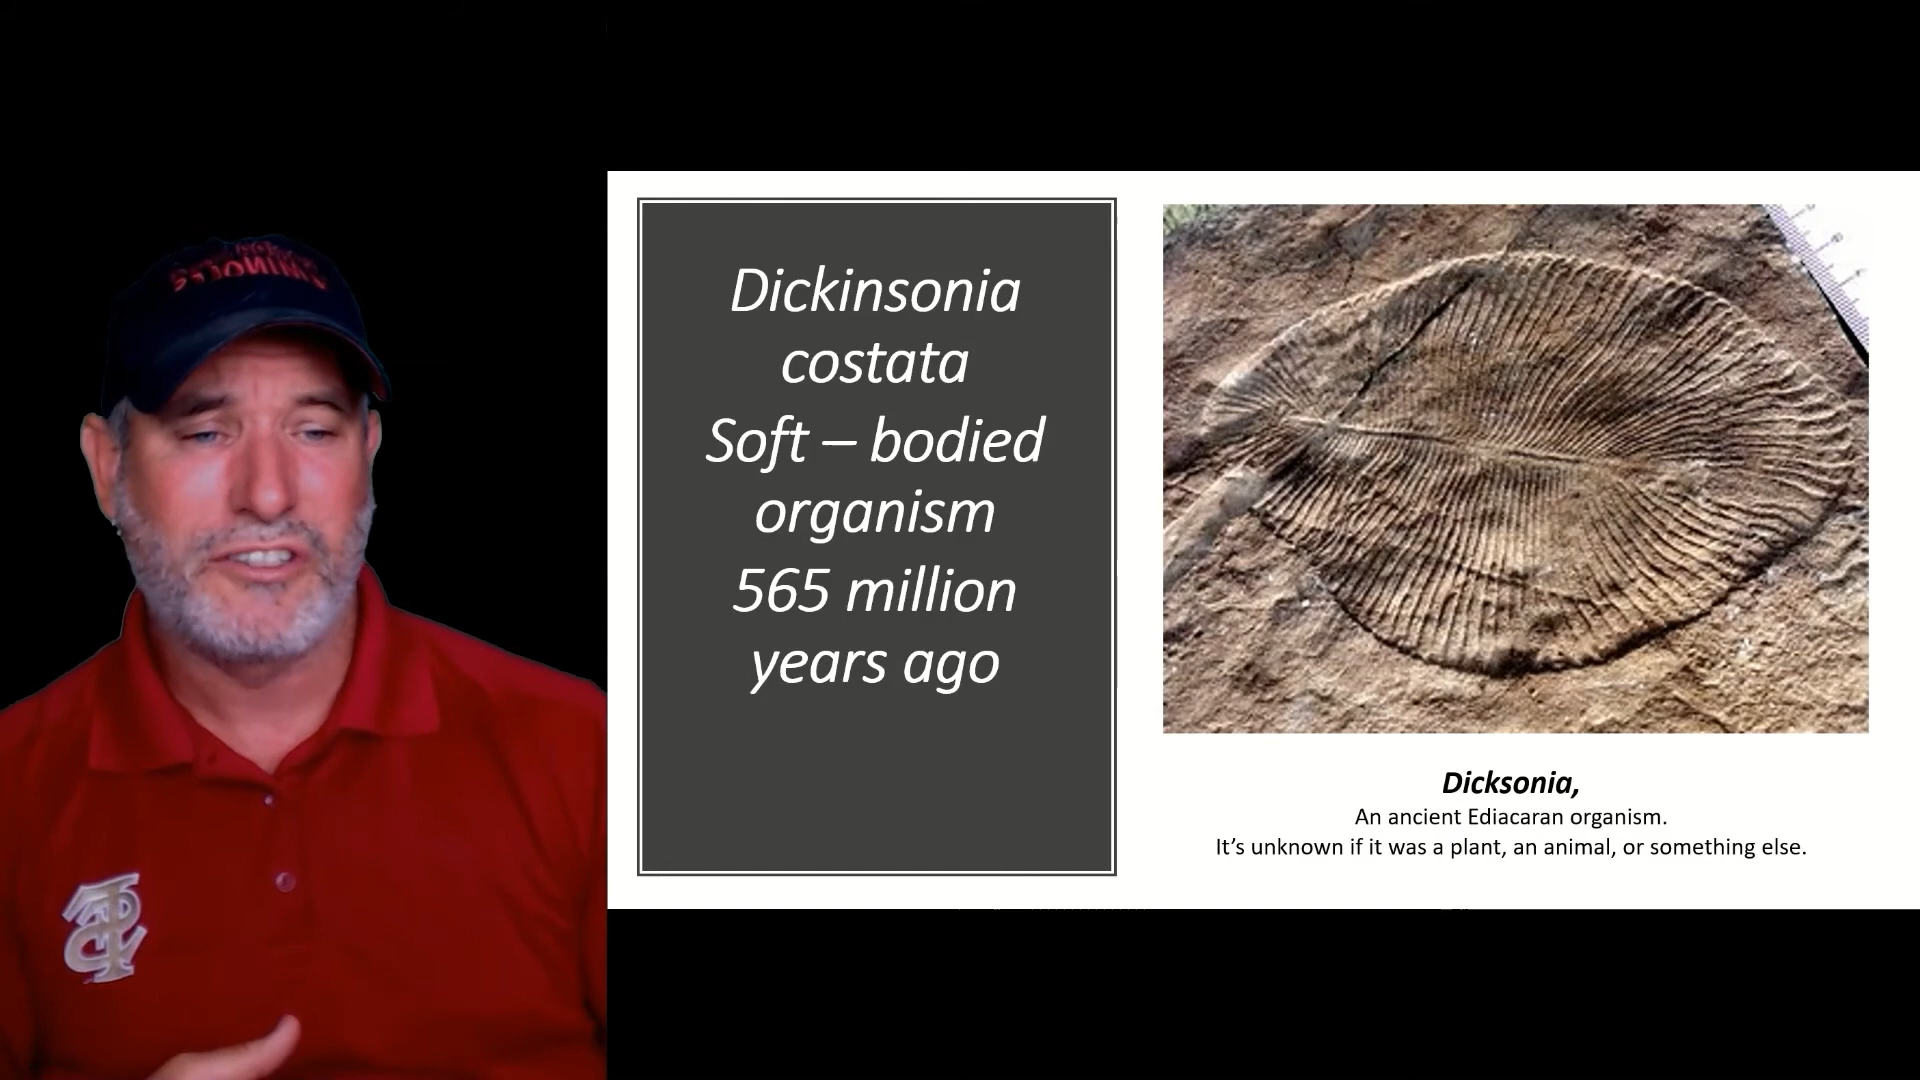 Dickinsonia
costata
Soft – bodied
organism
565 million
years ago
Dicksonia,
An ancient Ediacaran organism.
It’s unknown if it was a plant, an animal, or something else.